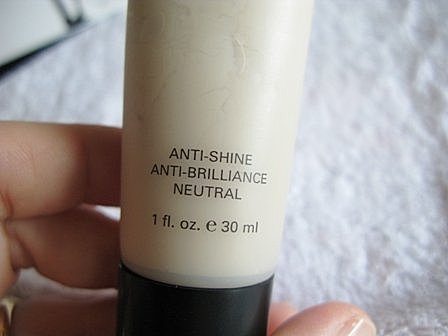 ANTI-SHINE
ANTI-BRILLIANCE
NEUTRAL
1 fl. oz. ℮ 30 ml